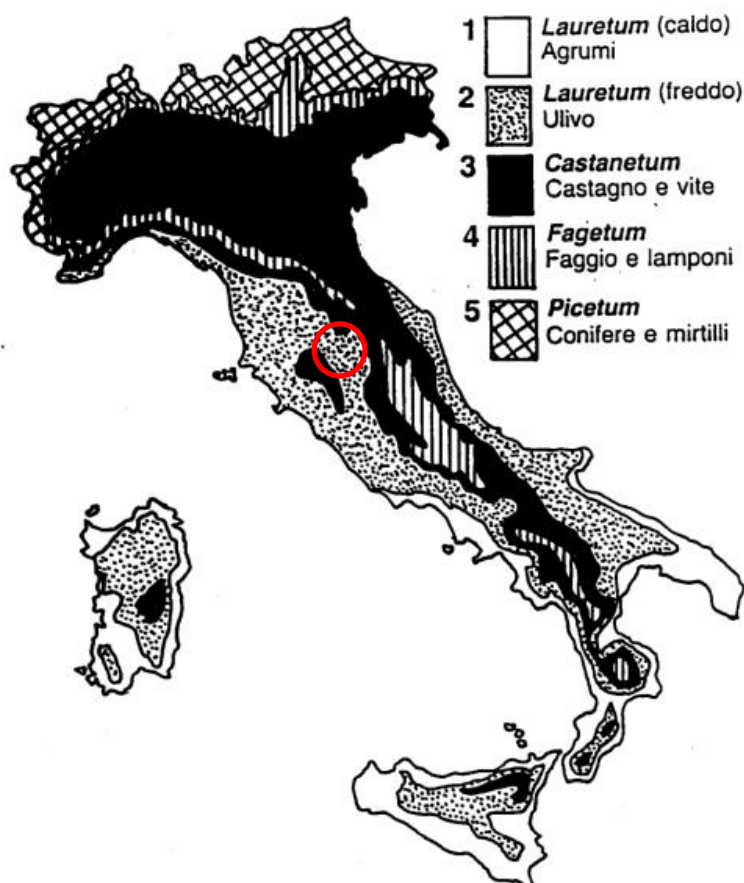 1 Lauretum (caldo)
Agrumi
2 Lauretum (freddo)
Ulivo
3 Castanetum
Castagno e vite
4 Fagetum
Faggio e lamponi
5 Picetum
Conifere e mirtilli